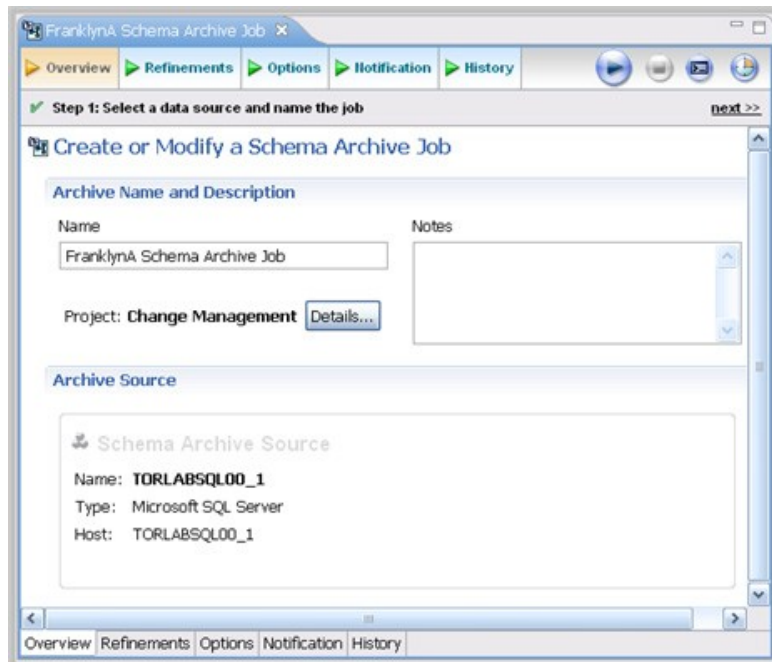 FranklynA Schema Archive Job
Overview Refinements Options Notification History
Step 1: Select a data source and name the job next >>
Create or Modify a Schema Archive Job
Archive Name and Description
Name Notes
FranklynA Schema Archive Job
Project: Change Management Details...
Archive Source
Schema Archive Source
Name: TORLABSQL00_1
Type: Microsoft SQL Server
Host: TORLABSQL00_1
Overview Refinements Options Notification History